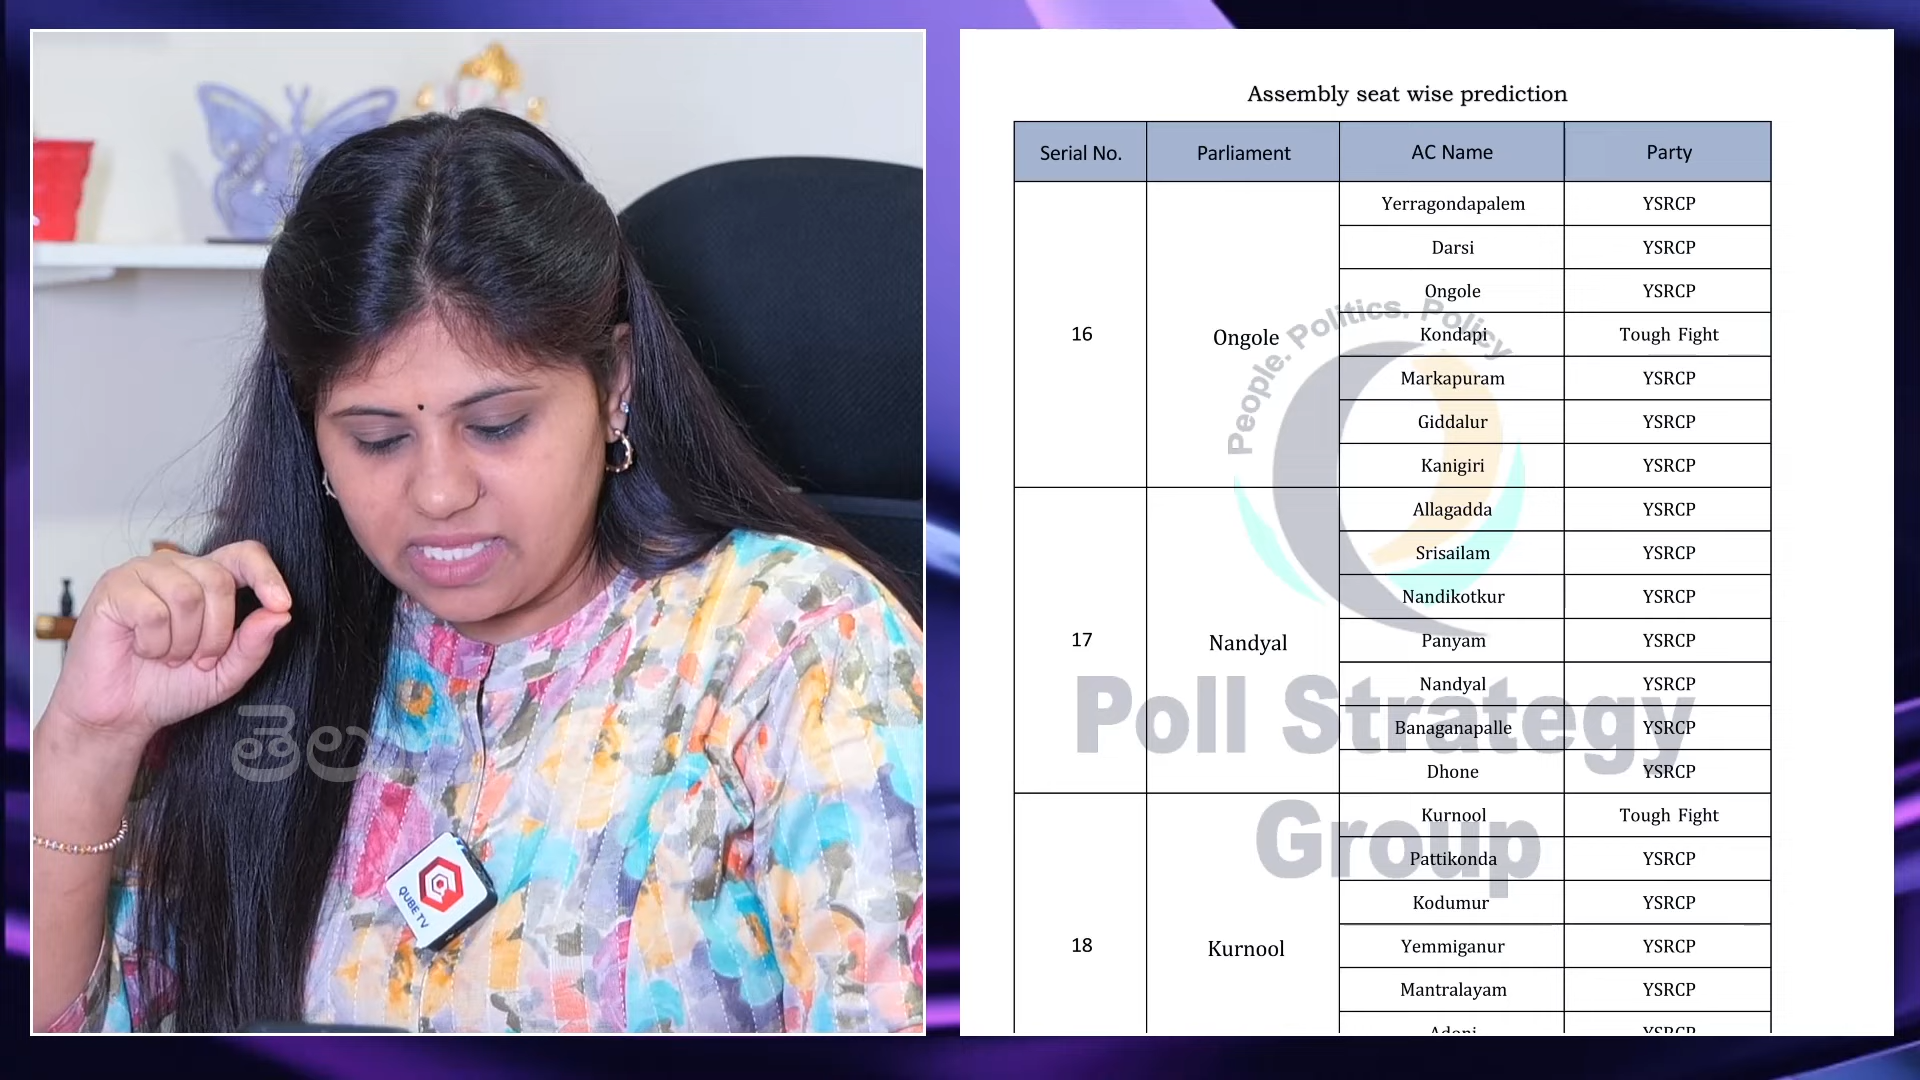 Assembly seat wise prediction
Serial No. Parliament AC Name Party
16 Ongole Yerragondapalem YSRCP
Darsi YSRCP
Ongole YSRCP
Kondapi Tough Fight
Markapuram YSRCP
Giddalur YSRCP
Kanigiri YSRCP
17 Nandyal Allagadda YSRCP
Srisailam YSRCP
Nandikotkur YSRCP
Panyam YSRCP
Nandyal YSRCP
Banaganapalle YSRCP
Dhone YSRCP
18 Kurnool Kurnool Tough Fight
Pattikonda YSRCP
Kodumur YSRCP
Yemmiganur YSRCP
Mantralayam YSRCP
Adoni YSRCP
People. Politics. Policy
Poll Strategy
Group
QUBE TV